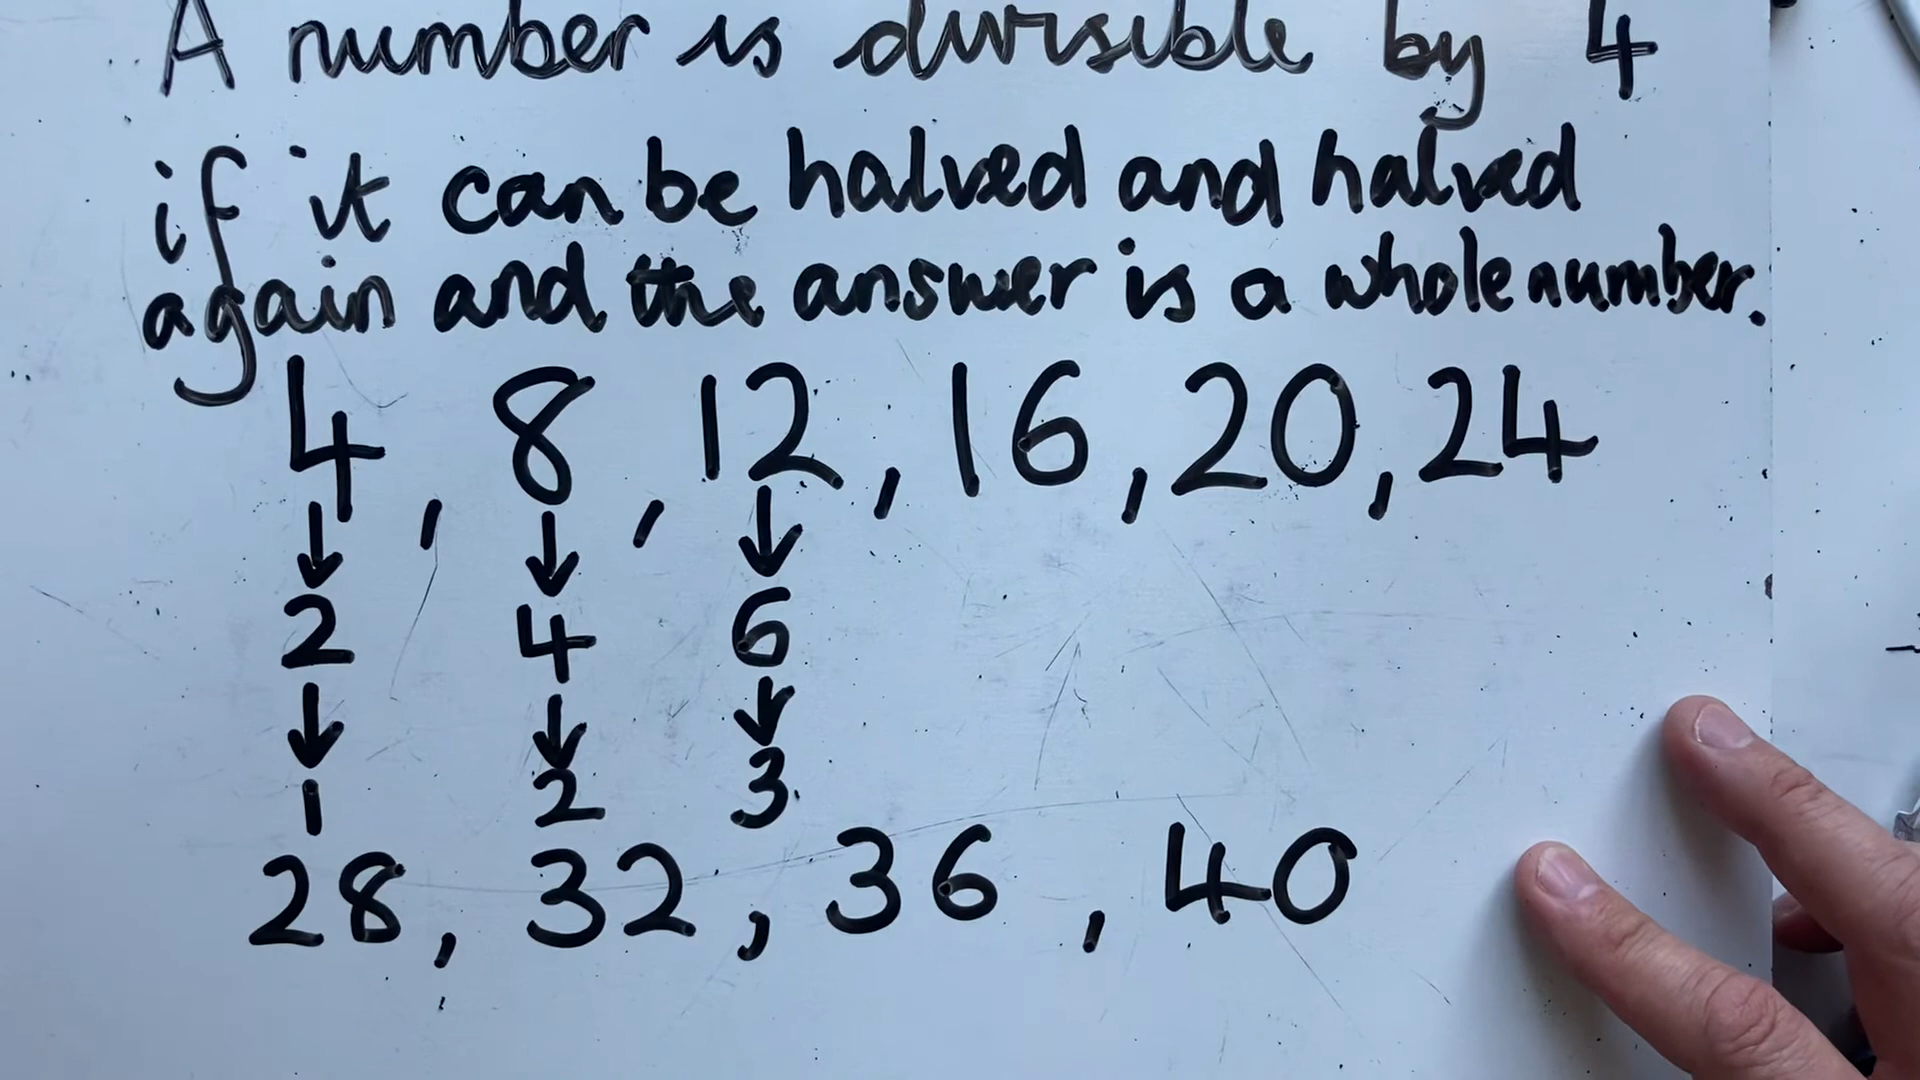 A number is divisible by 4
if it can be halved and halved
again and the answer is a whole number.
4, 8, 12, 16, 20, 24
↓ ↓ ↓
2 4 6
↓ ↓ ↓
1 2 3
28, 32, 36, 40